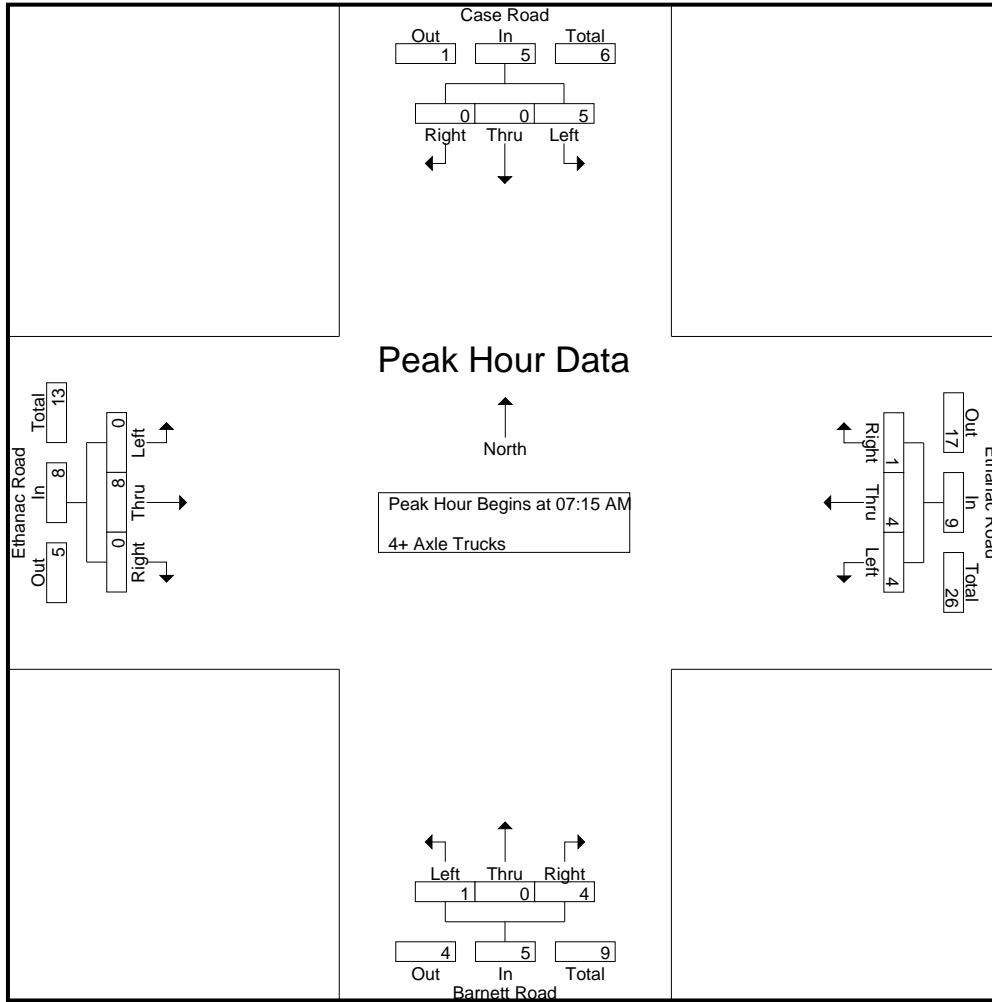 Case Road
Out In Total
1 5 6
0 0 5
Right Thru Left
Peak Hour Data
North
Peak Hour Begins at 07:15 AM
4+ Axle Trucks
Ethanac Road
Total In Out
13 8 5
0 8 0
Left Thru Right
Right Thru Left
1 4 4
Out In Total
17 9 26
Ethanac Road
Left Thru Right
1 0 4
4 5 9
Out In Total
Barnett Road